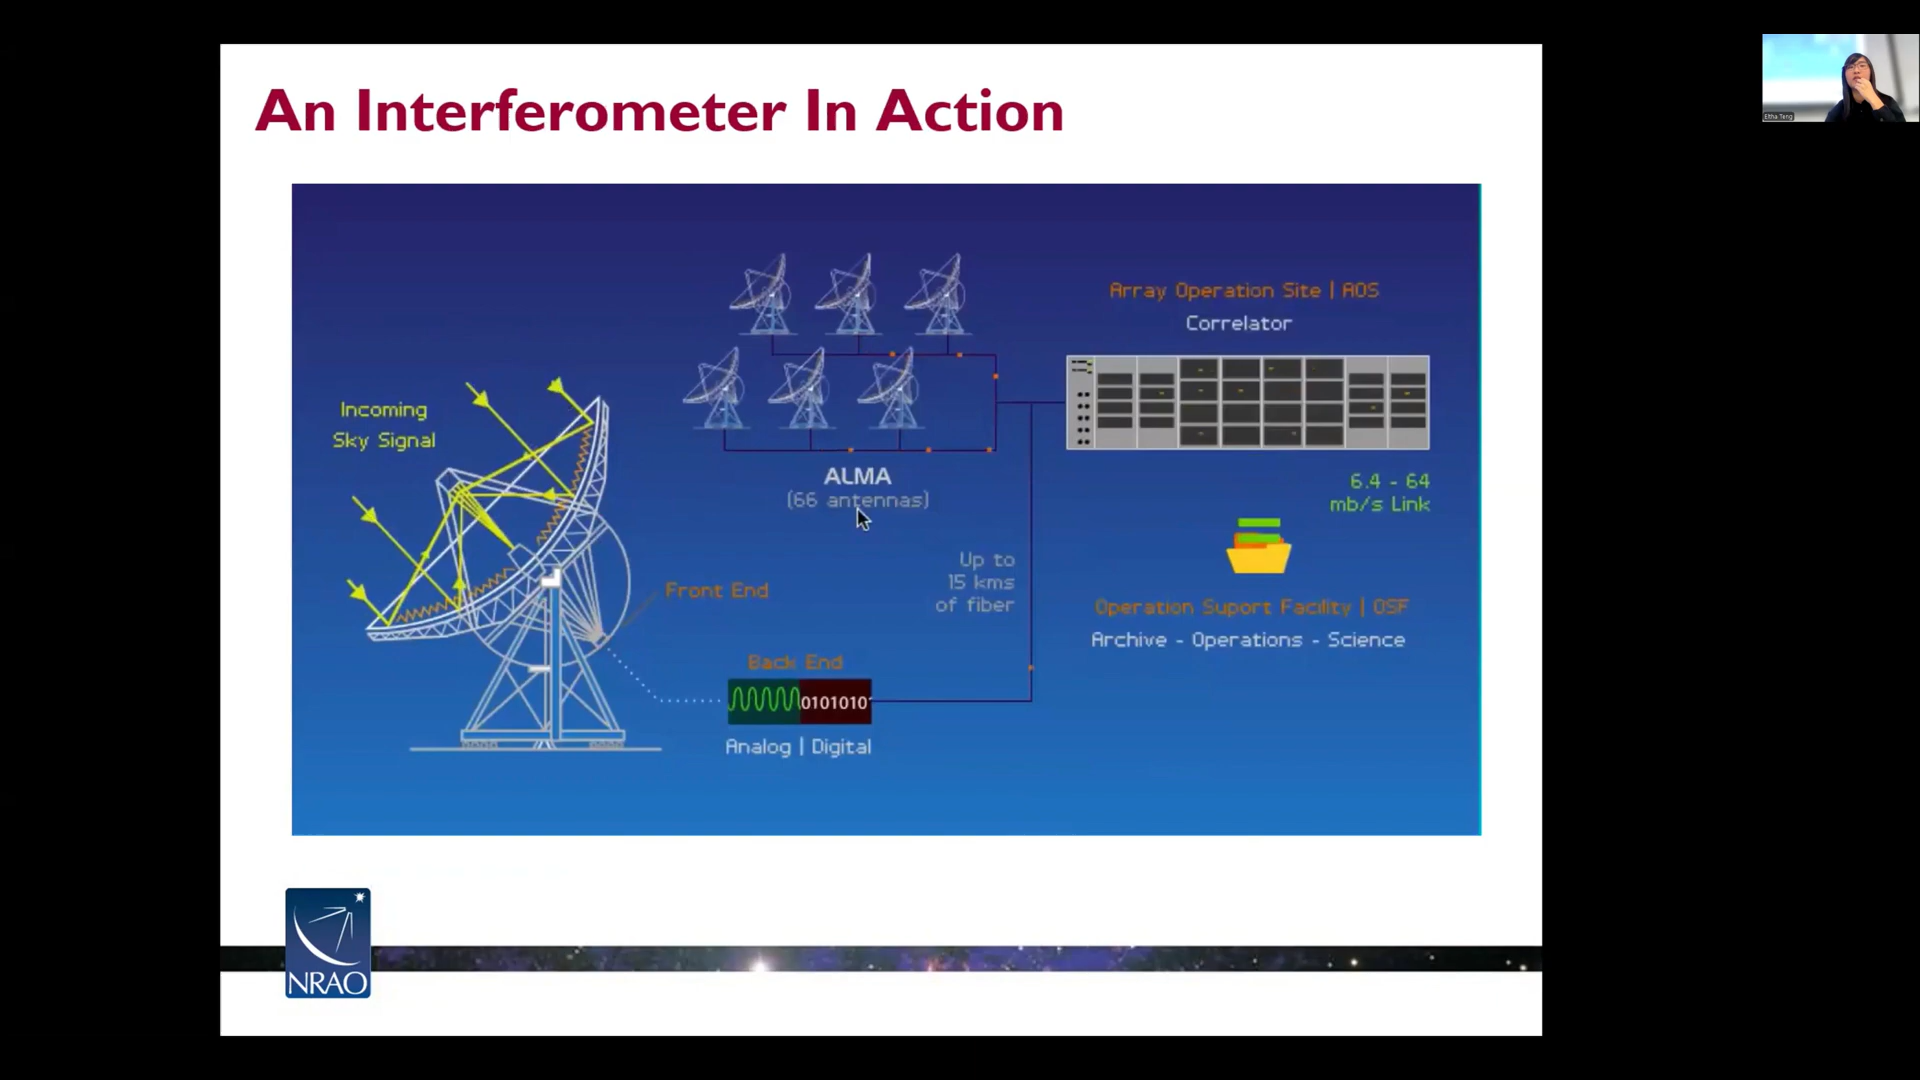 An Interferometer In Action
Eltha Teng
Incoming
Sky Signal
ALMA
(66 antennas)
Array Operation Site | AOS
Correlator
6.4 - 64
mb/s Link
Up to
15 kms
of fiber
Front End
Operation Suport Facility | OSF
Archive - Operations - Science
Back End
0101010
Analog | Digital
NRAO